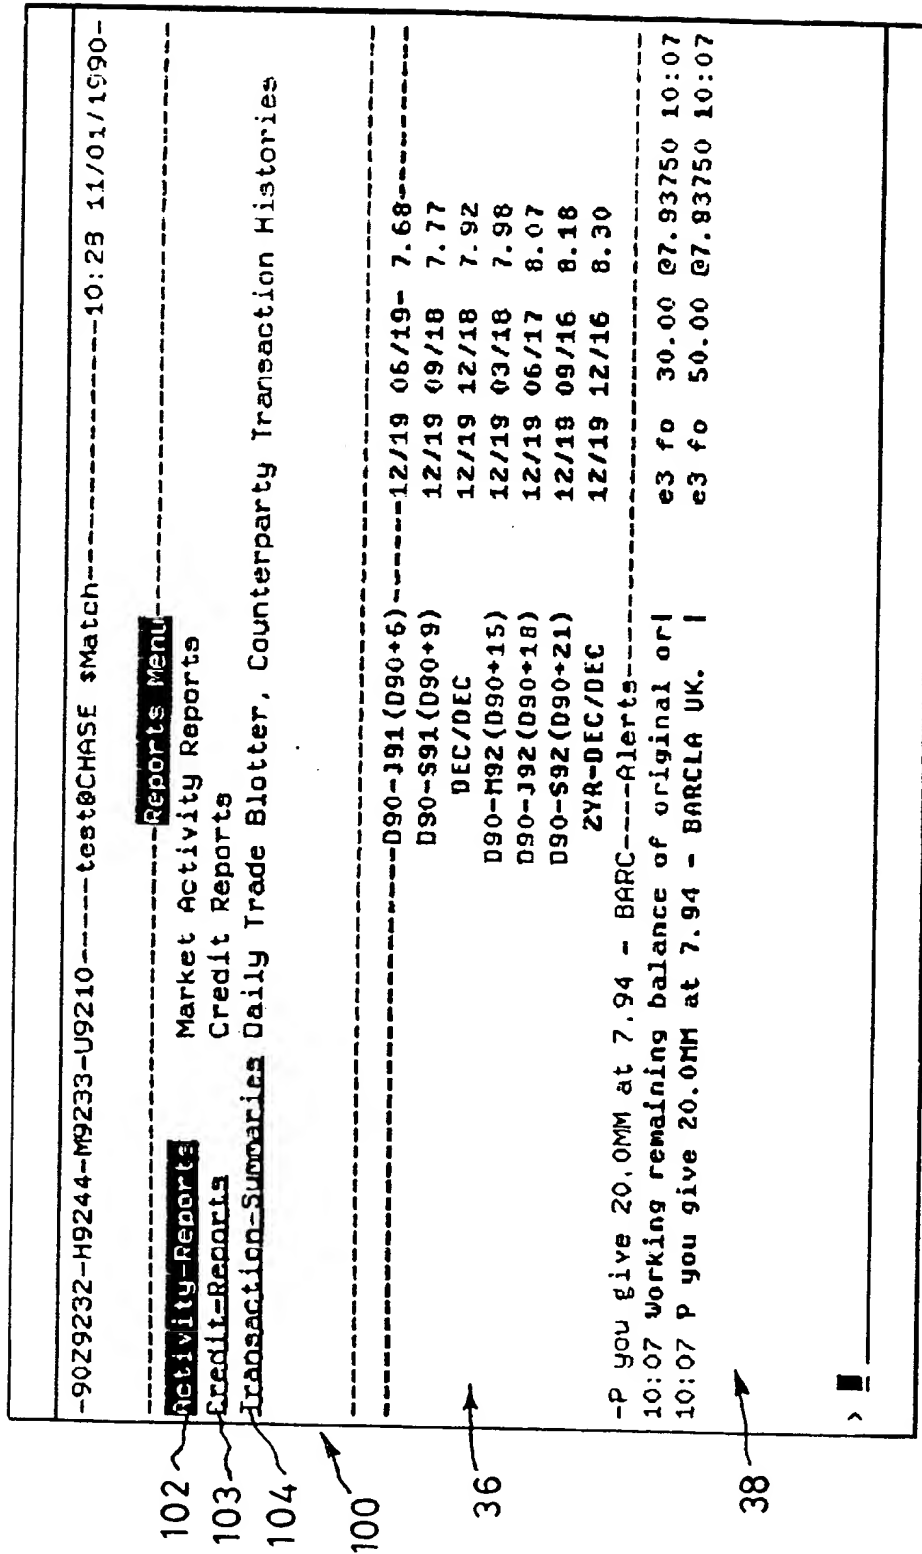 -90Z9232-H9244-M9233-U9210-----test@CHASE $Match--------------10:28 11/01/1990-
Reports Menu
102 Activity-Reports Market Activity Reports
103 Credit-Reports Credit Reports
104 Transaction-Summaries Daily Trade Blotter, Counterparty Transaction Histories
100
D90-J91(D90+6)------12/19 06/19- 7.68
D90-S91(D90+9) 12/19 09/18 7.77
DEC/DEC 12/19 12/18 7.92
36 D90-M92(D90+15) 12/19 03/18 7.98
D90-J92(D90+18) 12/19 06/17 8.07
D90-S92(D90+21) 12/19 09/16 8.18
2YR-DEC/DEC 12/19 12/16 8.30
-P you give 20.0MM at 7.94 - BARC----Alerts
10:07 Working remaining balance of original or| e3 fo 30.00 @7.93750 10:07
10:07 P you give 20.0MM at 7.94 - BARCLA UK. | e3 fo 50.00 @7.93750 10:07
38
>